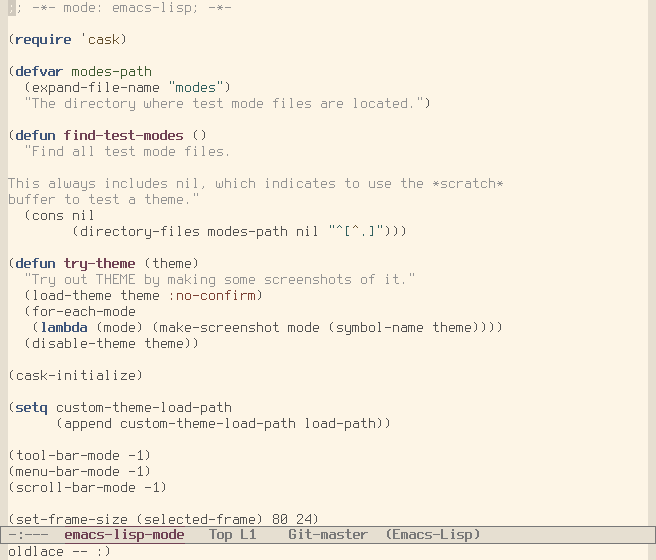 ;; -*- mode: emacs-lisp; -*-

(require 'cask)

(defvar modes-path
  (expand-file-name "modes")
  "The directory where test mode files are located.")

(defun find-test-modes ()
  "Find all test mode files.

This always includes nil, which indicates to use the *scratch*
buffer to test a theme."
  (cons nil
        (directory-files modes-path nil "^[^.]")))

(defun try-theme (theme)
  "Try out THEME by making some screenshots of it."
  (load-theme theme :no-confirm)
  (for-each-mode
   (lambda (mode) (make-screenshot mode (symbol-name theme))))
  (disable-theme theme))

(cask-initialize)

(setq custom-theme-load-path
      (append custom-theme-load-path load-path))

(tool-bar-mode -1)
(menu-bar-mode -1)
(scroll-bar-mode -1)

(set-frame-size (selected-frame) 80 24)
-:---  emacs-lisp-mode   Top L1    Git-master  (Emacs-Lisp)
oldlace -- :)